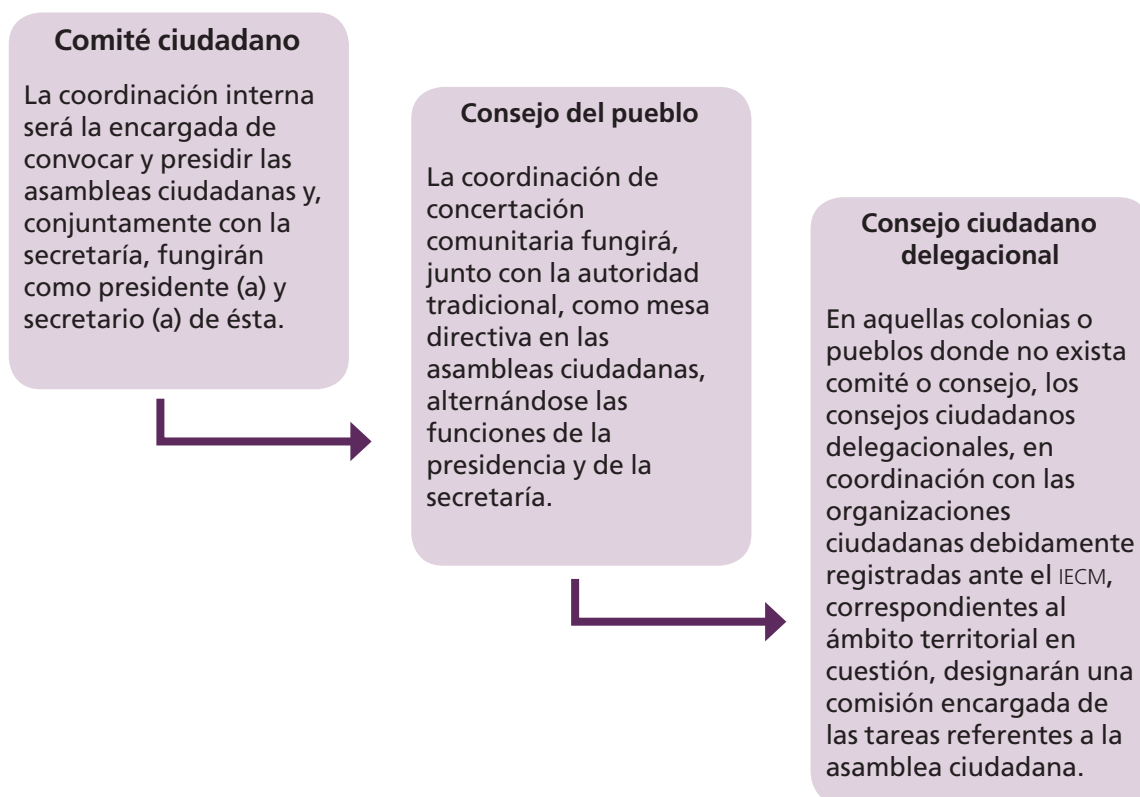 Comité ciudadano
La coordinación interna
será la encargada de
convocar y presidir las
asambleas ciudadanas y,
conjuntamente con la
secretaría, fungirán
como presidente (a) y
secretario (a) de ésta.
Consejo del pueblo
La coordinación de
concertación
comunitaria fungirá,
junto con la autoridad
tradicional, como mesa
directiva en las
asambleas ciudadanas,
alternándose las
funciones de la
presidencia y de la
secretaría.
Consejo ciudadano
delegacional
En aquellas colonias o
pueblos donde no exista
comité o consejo, los
consejos ciudadanos
delegacionales, en
coordinación con las
organizaciones
ciudadanas debidamente
registradas ante el IECM,
correspondientes al
ámbito territorial en
cuestión, designarán una
comisión encargada de
las tareas referentes a la
asamblea ciudadana.